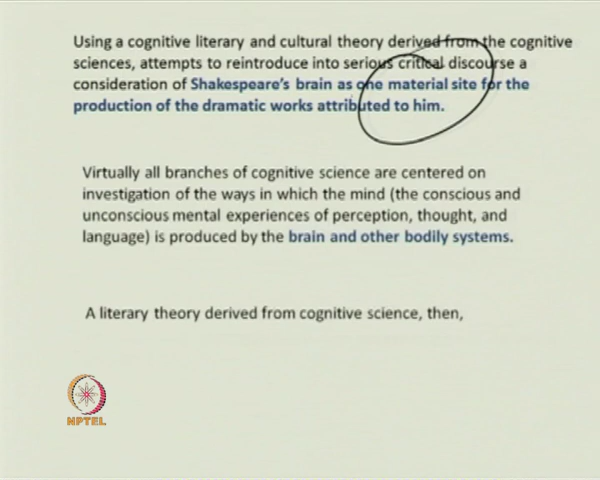 Using a cognitive literary and cultural theory derived from the cognitive
sciences, attempts to reintroduce into serious critical discourse a
consideration of Shakespeare's brain as one material site for the
production of the dramatic works attributed to him.
Virtually all branches of cognitive science are centered on
investigation of the ways in which the mind (the conscious and
unconscious mental experiences of perception, thought, and
language) is produced by the brain and other bodily systems.
A literary theory derived from cognitive science, then,
NPTEL